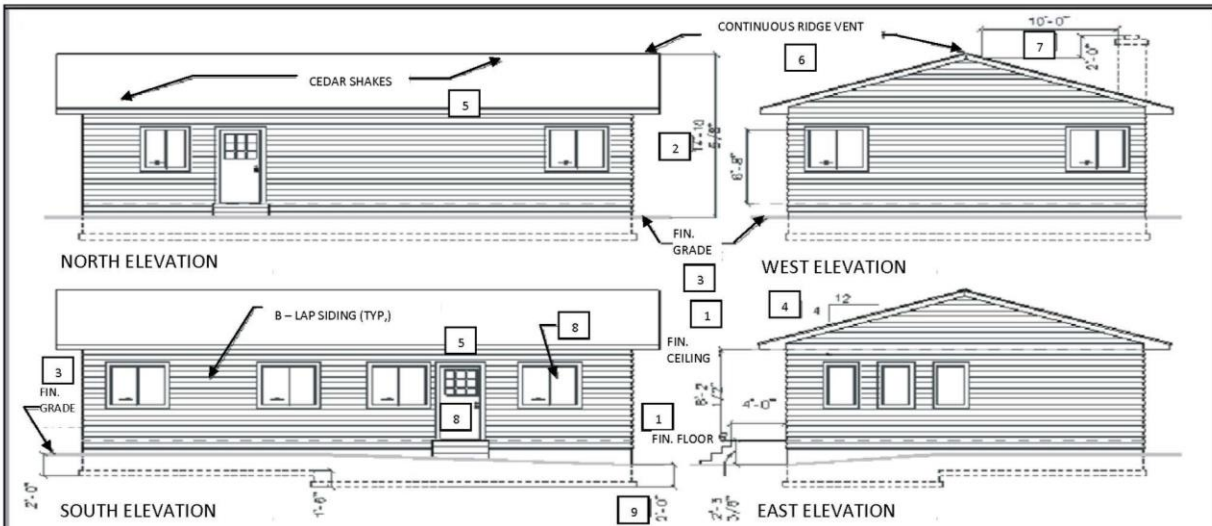 CONTINUOUS RIDGE VENT
10'-0"
6
7
2'-0"
CEDAR SHAKES
5
2
6'-8"
FIN.
GRADE
NORTH ELEVATION
WEST ELEVATION
3
B – LAP SIDING (TYP,)
8
1
4
12
4
5
FIN.
CEILING
3
FIN.
GRADE
8
4'-0"
1
FIN. FLOOR
2'-0"
1'-6"
9
SOUTH ELEVATION
EAST ELEVATION